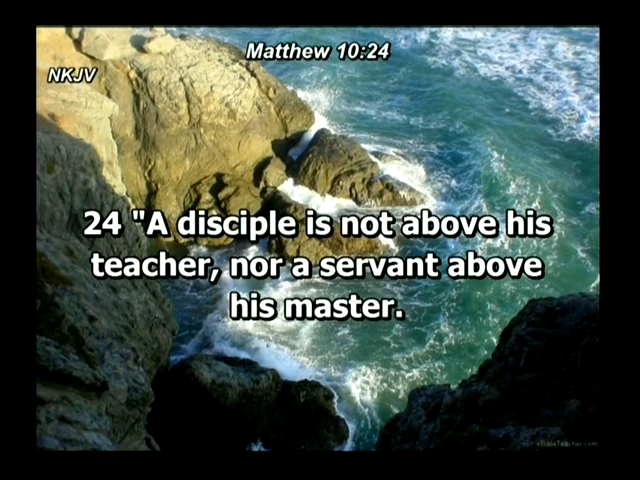 Matthew 10:24
NKJV
24 "A disciple is not above his
teacher, nor a servant above
his master.